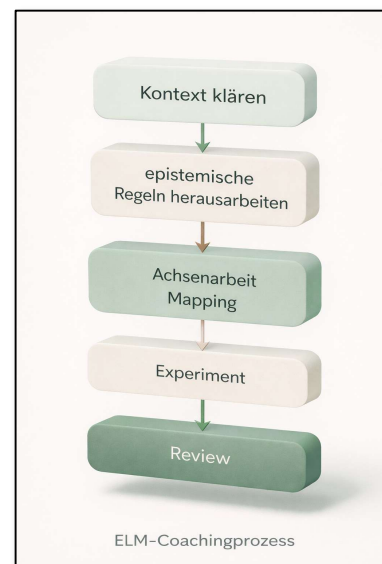 Kontext klären
epistemische
Regeln herausarbeiten
Achsenarbeit
Mapping
Experiment
Review
ELM-Coachingprozess